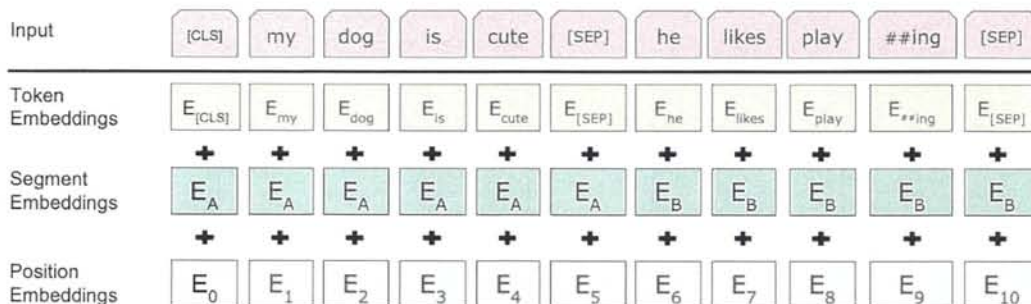 Input [CLS] my dog is cute [SEP] he likes play ##ing [SEP]
Token Embeddings E[CLS] Emy Edog Eis Ecute E[SEP] Ehe Elikes Eplay E##ing E[SEP]
+ + + + + + + + + + +
Segment Embeddings EA EA EA EA EA EA EB EB EB EB EB
+ + + + + + + + + + +
Position Embeddings E0 E1 E2 E3 E4 E5 E6 E7 E8 E9 E10